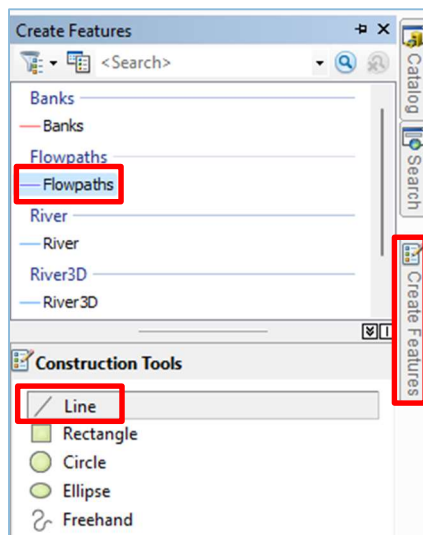 Create Features
<Search>
Banks
Banks
Flowpaths
Flowpaths
River
River
River3D
River3D
Construction Tools
Line
Rectangle
Circle
Ellipse
Freehand
Catalog
Search
Create Features